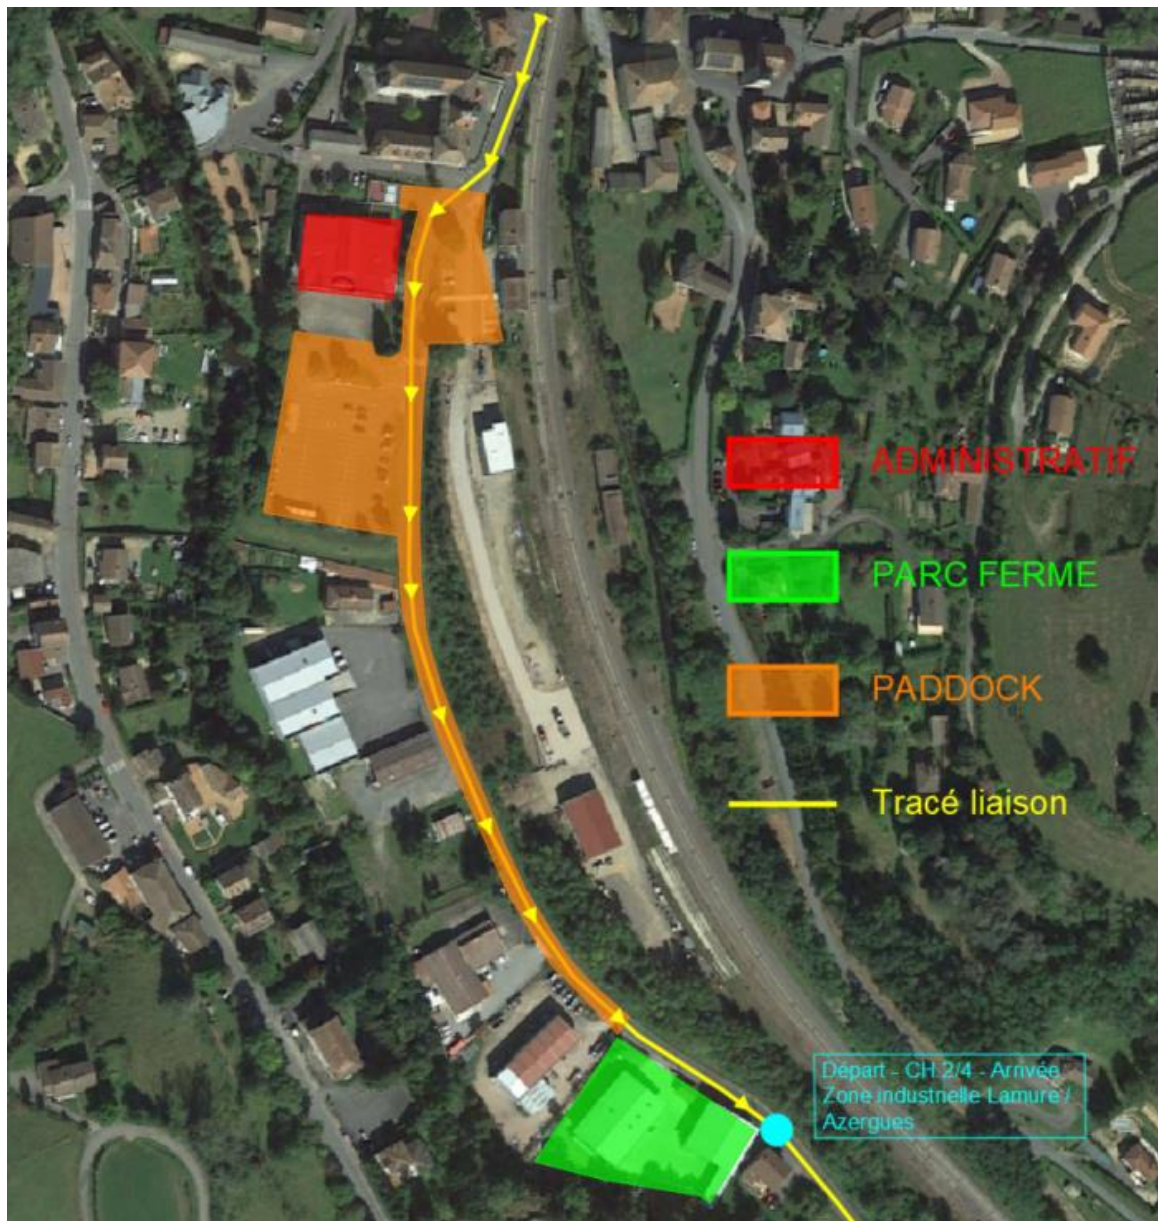 ADMINISTRATIF
PARC FERME
PADDOCK
Tracé liaison
Départ - CH 2/4 - Arrivée
Zone industrielle Lamure /
Azergues